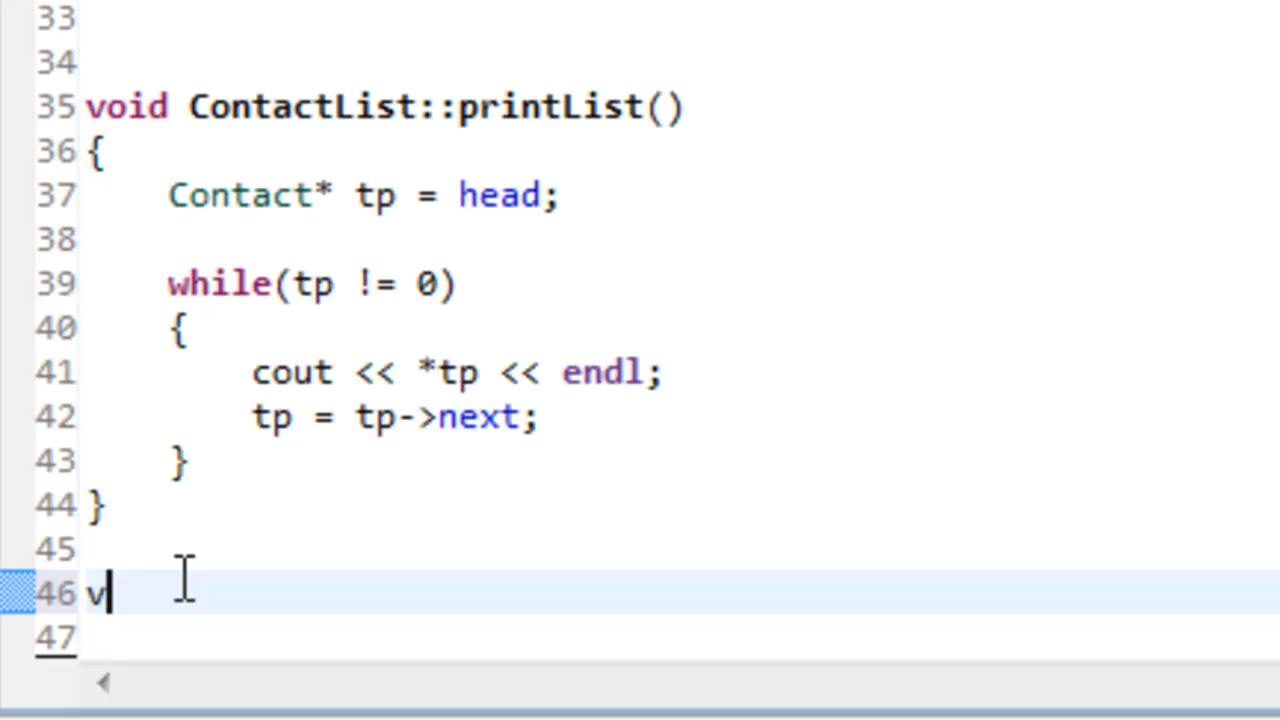 33
34
35 void ContactList::printList()
36 {
37     Contact* tp = head;
38
39     while(tp != 0)
40     {
41         cout << *tp << endl;
42         tp = tp->next;
43     }
44 }
45
46 v
47